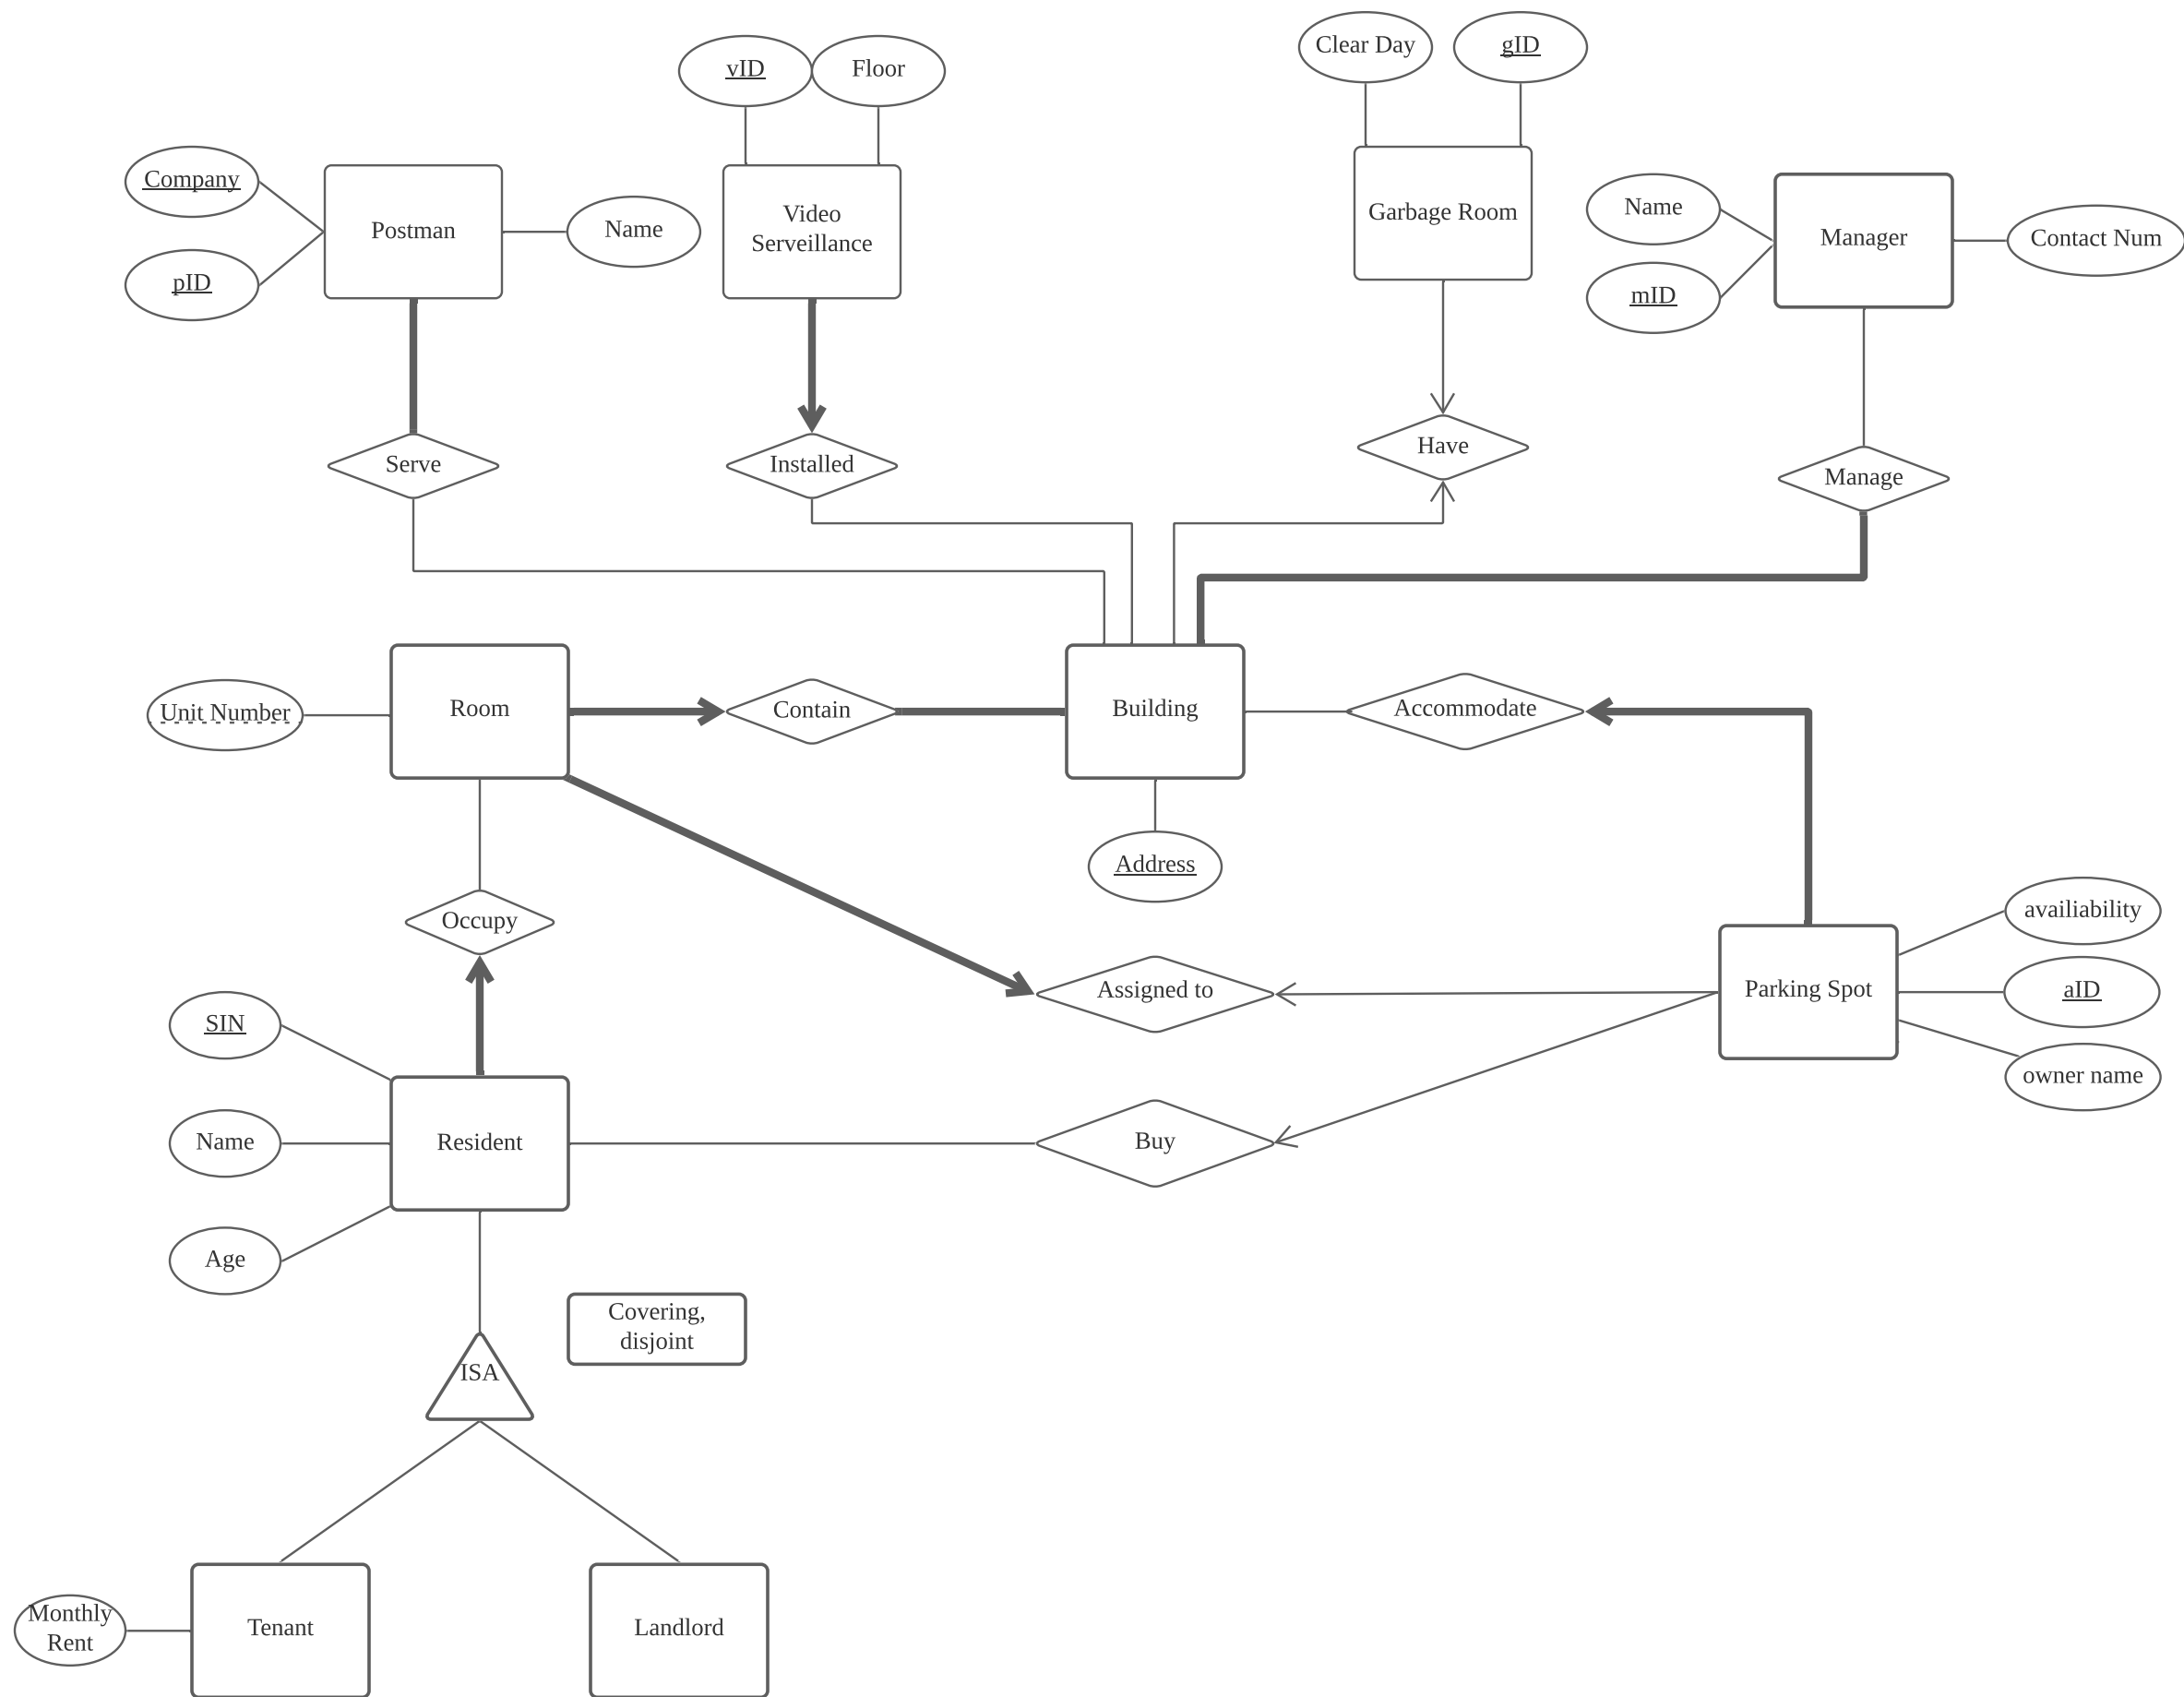 Clear Day
gID
vID
Floor
Company
Postman
Name
pID
Video
Serveillance
Garbage Room
Name
Manager
Contact Num
mID
Serve
Installed
Have
Manage
Unit Number
Room
Contain
Building
Accommodate
Address
Occupy
Assigned to
Parking Spot
availiability
aID
owner name
SIN
Name
Resident
Buy
Age
Covering,
disjoint
ISA
Monthly
Rent
Tenant
Landlord